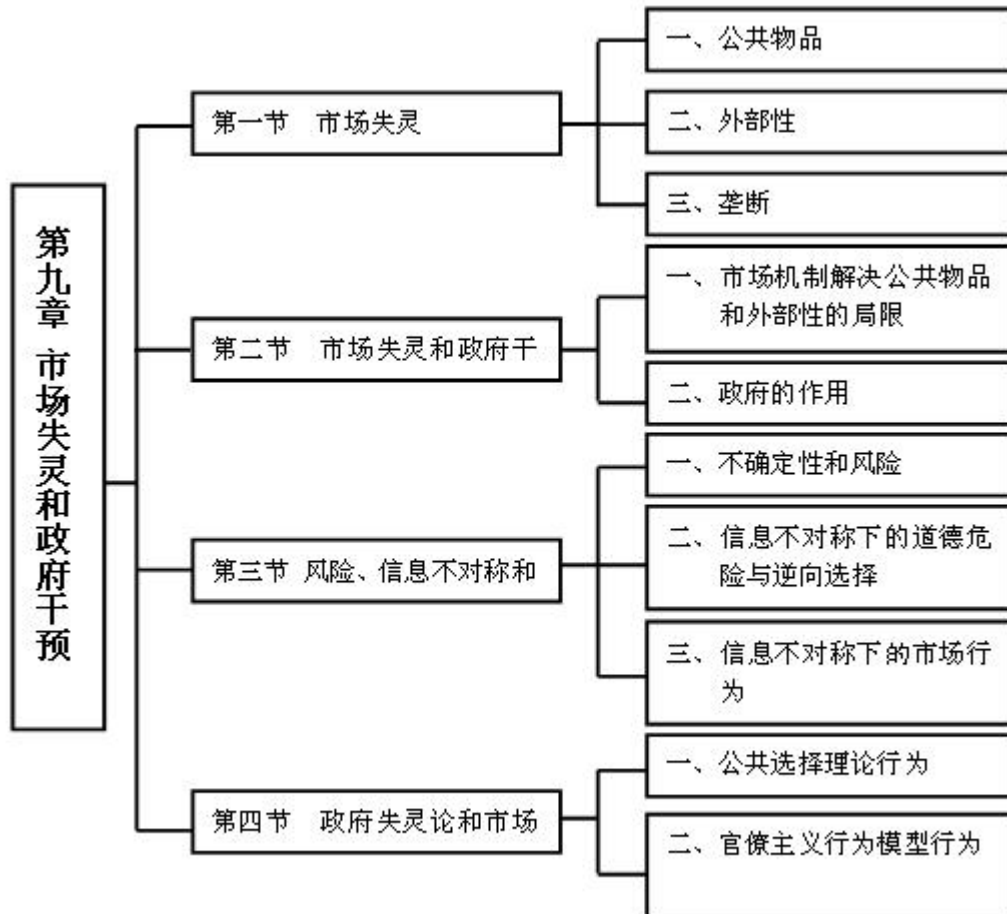 第九章 市场失灵和政府干预
第一节 市场失灵
一、公共物品
二、外部性
三、垄断
第二节 市场失灵和政府干
一、市场机制解决公共物品
和外部性的局限
二、政府的作用
第三节 风险、信息不对称和
一、不确定性和风险
二、信息不对称下的道德危
险与逆向选择
三、信息不对称下的市场行
为
第四节 政府失灵论和市场
一、公共选择理论行为
二、官僚主义行为模型行为